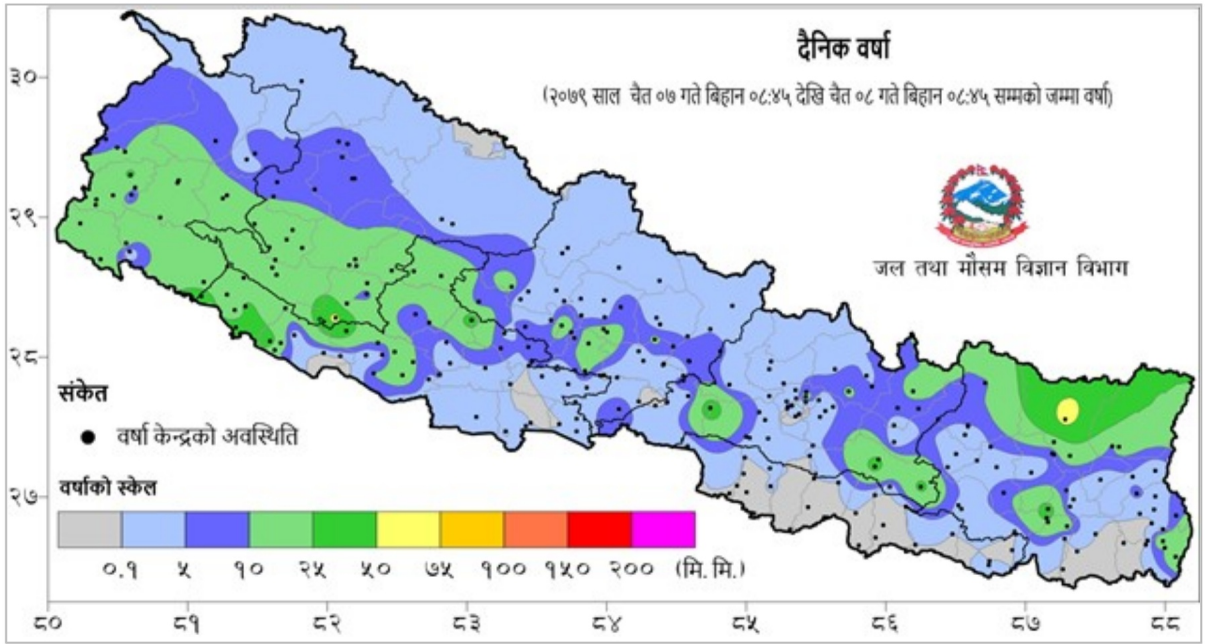 दैनिक वर्षा
(२०७९ साल चैत ०७ गते बिहान ०८:४५ देखि चैत ०८ गते बिहान ०८:४५ सम्मको जम्मा वर्षा)
जल तथा मौसम विज्ञान विभाग
३०
२९
२८
२७
संकेत
वर्षा केन्द्रको अवस्थिति
वर्षाको स्केल
०.१ ५ १० २५ ५० ७५ १०० १५० २०० (मि.मि.)
८० ८१ ८२ ८३ ८४ ८५ ८६ ८७ ८८